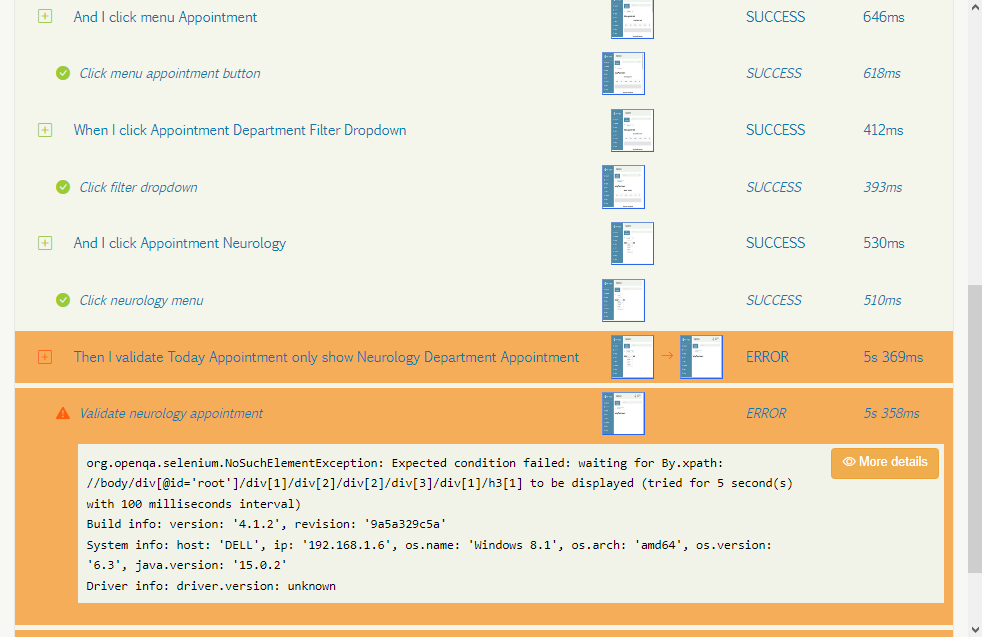 And I click menu Appointment SUCCESS 646ms
Click menu appointment button SUCCESS 618ms
When I click Appointment Department Filter Dropdown SUCCESS 412ms
Click filter dropdown SUCCESS 393ms
And I click Appointment Neurology SUCCESS 530ms
Click neurology menu SUCCESS 510ms
Then I validate Today Appointment only show Neurology Department Appointment → ERROR 5s 369ms
Validate neurology appointment ERROR 5s 358ms
More details
org.openqa.selenium.NoSuchElementException: Expected condition failed: waiting for By.xpath:
//body/div[@id='root']/div[1]/div[2]/div[2]/div[3]/div[1]/h3[1] to be displayed (tried for 5 second(s)
with 100 milliseconds interval)
Build info: version: '4.1.2', revision: '9a5a329c5a'
System info: host: 'DELL', ip: '192.168.1.6', os.name: 'Windows 8.1', os.arch: 'amd64', os.version:
'6.3', java.version: '15.0.2'
Driver info: driver.version: unknown